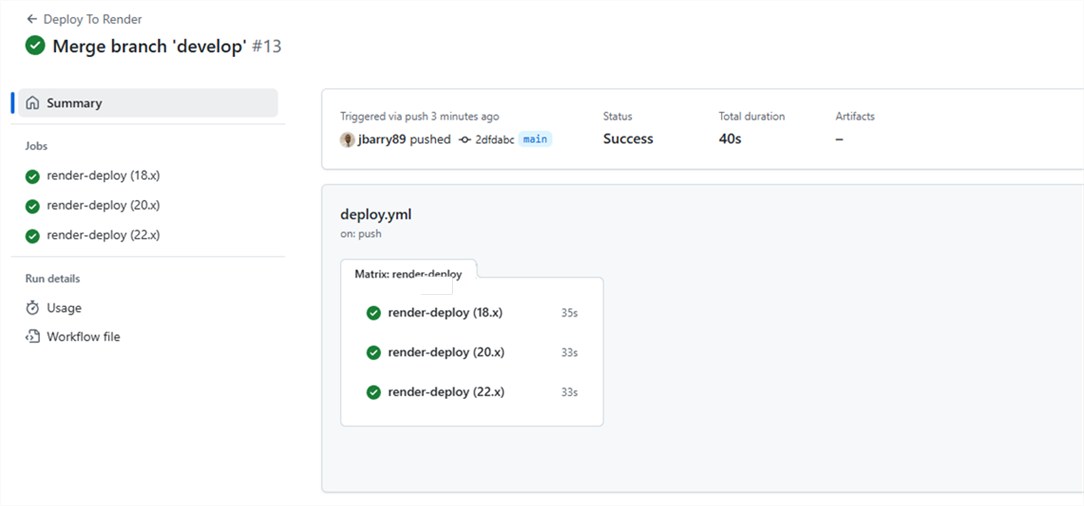 Deploy To Render
Merge branch 'develop' #13
Summary
Jobs
render-deploy (18.x)
render-deploy (20.x)
render-deploy (22.x)
Run details
Usage
Workflow file
Triggered via push 3 minutes ago
jbarry89 pushed 2dfdabc main
Status
Success
Total duration
40s
Artifacts
–
deploy.yml
on: push
Matrix: render-deploy
render-deploy (18.x) 35s
render-deploy (20.x) 33s
render-deploy (22.x) 33s